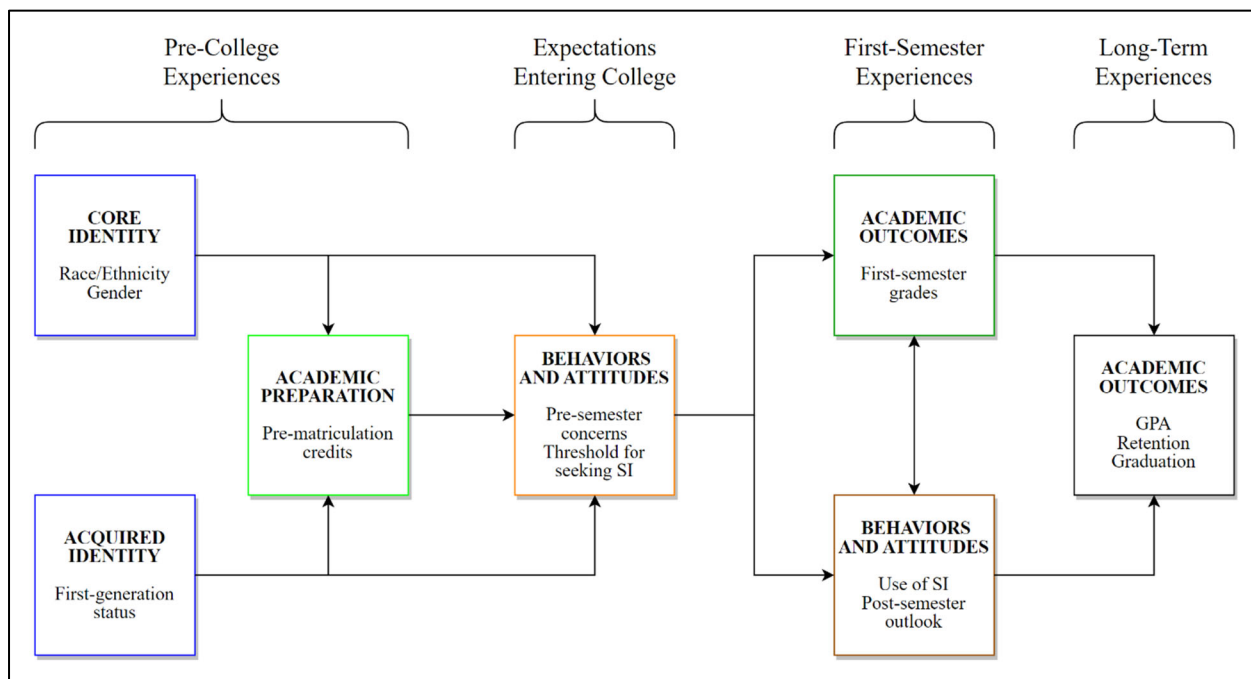 Pre-College
Experiences
Expectations
Entering College
First-Semester
Experiences
Long-Term
Experiences
CORE
IDENTITY
Race/Ethnicity
Gender
ACADEMIC
PREPARATION
Pre-matriculation
credits
ACQUIRED
IDENTITY
First-generation
status
BEHAVIORS
AND ATTITUDES
Pre-semester
concerns
Threshold for
seeking SI
ACADEMIC
OUTCOMES
First-semester
grades
BEHAVIORS
AND ATTITUDES
Use of SI
Post-semester
outlook
ACADEMIC
OUTCOMES
GPA
Retention
Graduation